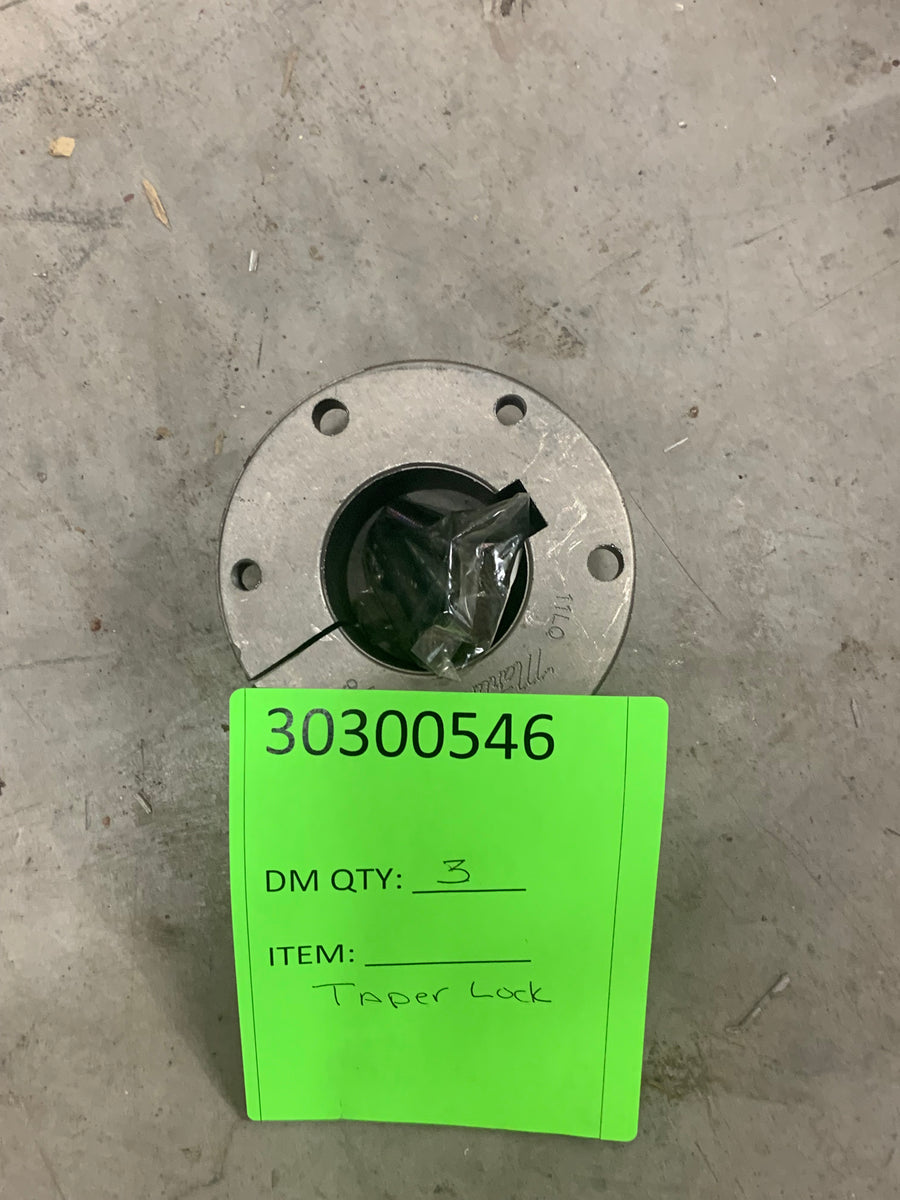 30300546
DM QTY: 3
ITEM:
Taper Lock